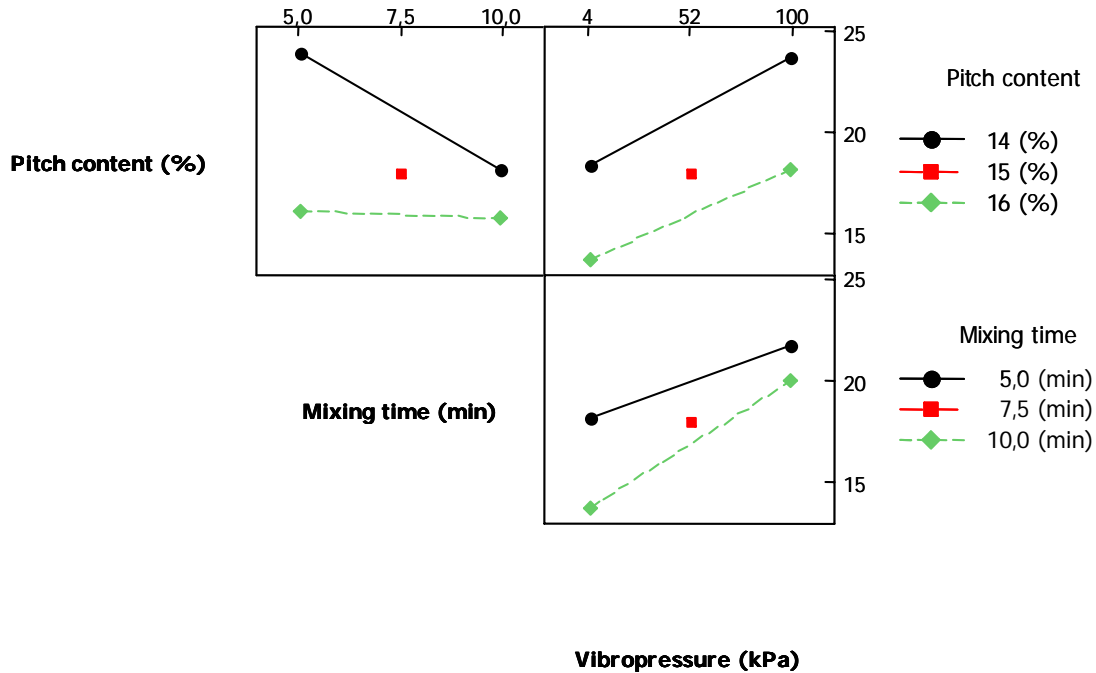 5,0 7,5 10,0 4 52 100
25
Pitch content
14 (%)
20
Pitch content (%)
15 (%)
16 (%)
15
25
Mixing time
5,0 (min)
20
Mixing time (min)
7,5 (min)
10,0 (min)
15
Vibropressure (kPa)